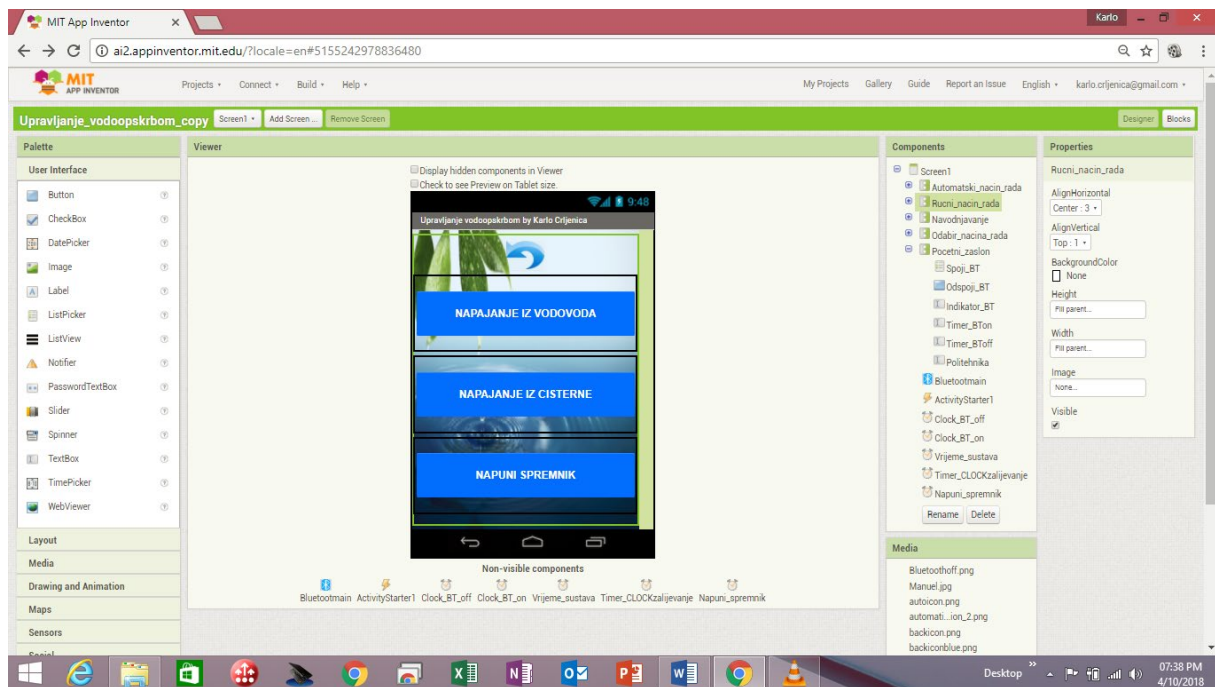 MIT App Inventor
Karlo
ai2.appinventor.mit.edu/?locale=en#5155242978836480
MIT
APP INVENTOR
Projects Connect Build Help
My Projects Gallery Guide Report an Issue English karlo.crljenica@gmail.com
Upravljanje_vodoopskrbom_copy Screen1 Add Screen ... Remove Screen
Designer Blocks
Palette
Viewer
Components
Properties
User Interface
Button
CheckBox
DatePicker
Image
Label
ListPicker
ListView
Notifier
PasswordTextBox
Slider
Spinner
TextBox
TimePicker
WebViewer
Layout
Media
Drawing and Animation
Maps
Sensors
Social
Display hidden components in Viewer
Check to see Preview on Tablet size.
9:48
Upravljanje vodoopskrbom by Karlo Crljenica
NAPAJANJE IZ VODOVODA
NAPAJANJE IZ CISTERNE
NAPUNI SPREMNIK
Non-visible components
Bluetootmain ActivityStarter1 Clock_BT_off Clock_BT_on Vrijeme_sustava Timer_CLOCKzalijevanje Napuni_spremnik
Screen1
Automatski_nacin_rada
Rucni_nacin_rada
Navodnjavanje
Odabir_nacina_rada
Pocetni_zaslon
Spoji_BT
Odspoji_BT
Indikator_BT
Timer_BTon
Timer_BToff
Politehnika
Bluetootmain
ActivityStarter1
Clock_BT_off
Clock_BT_on
Vrijeme_sustava
Timer_CLOCKzalijevanje
Napuni_spremnik
Rename Delete
Media
Bluetoothoff.png
Manuel.jpg
autoicon.png
automati...ion_2.png
backicon.png
backiconblue.png
Rucni_nacin_rada
AlignHorizontal
Center : 3
AlignVertical
Top : 1
BackgroundColor
None
Height
Fill parent...
Width
Fill parent...
Image
None...
Visible
Desktop
07:38 PM
4/10/2018